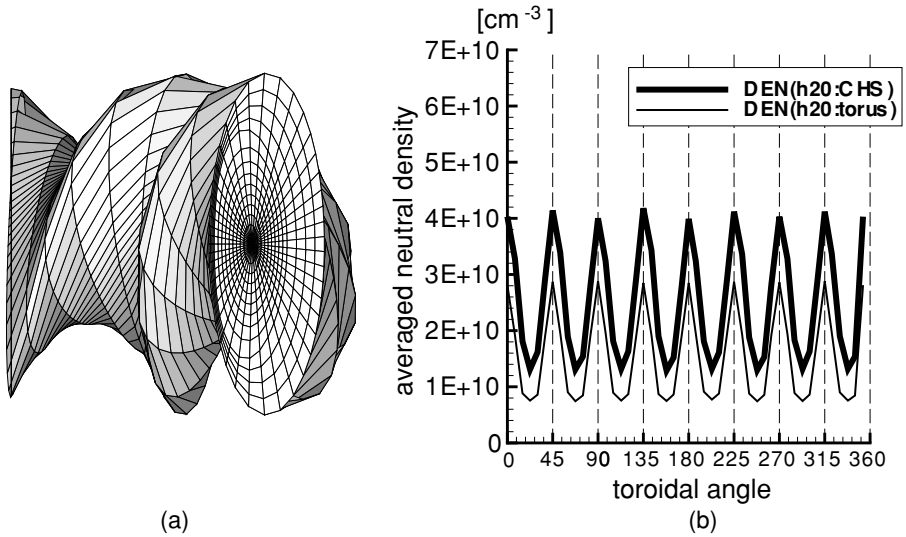 [cm -3 ]
7E+10
6E+10
5E+10
4E+10
3E+10
2E+10
1E+10
0
averaged neutral density
DEN(h20:CHS)
DEN(h20:torus)
0 45 90 135 180 225 270 315 360
toroidal angle
(a)
(b)